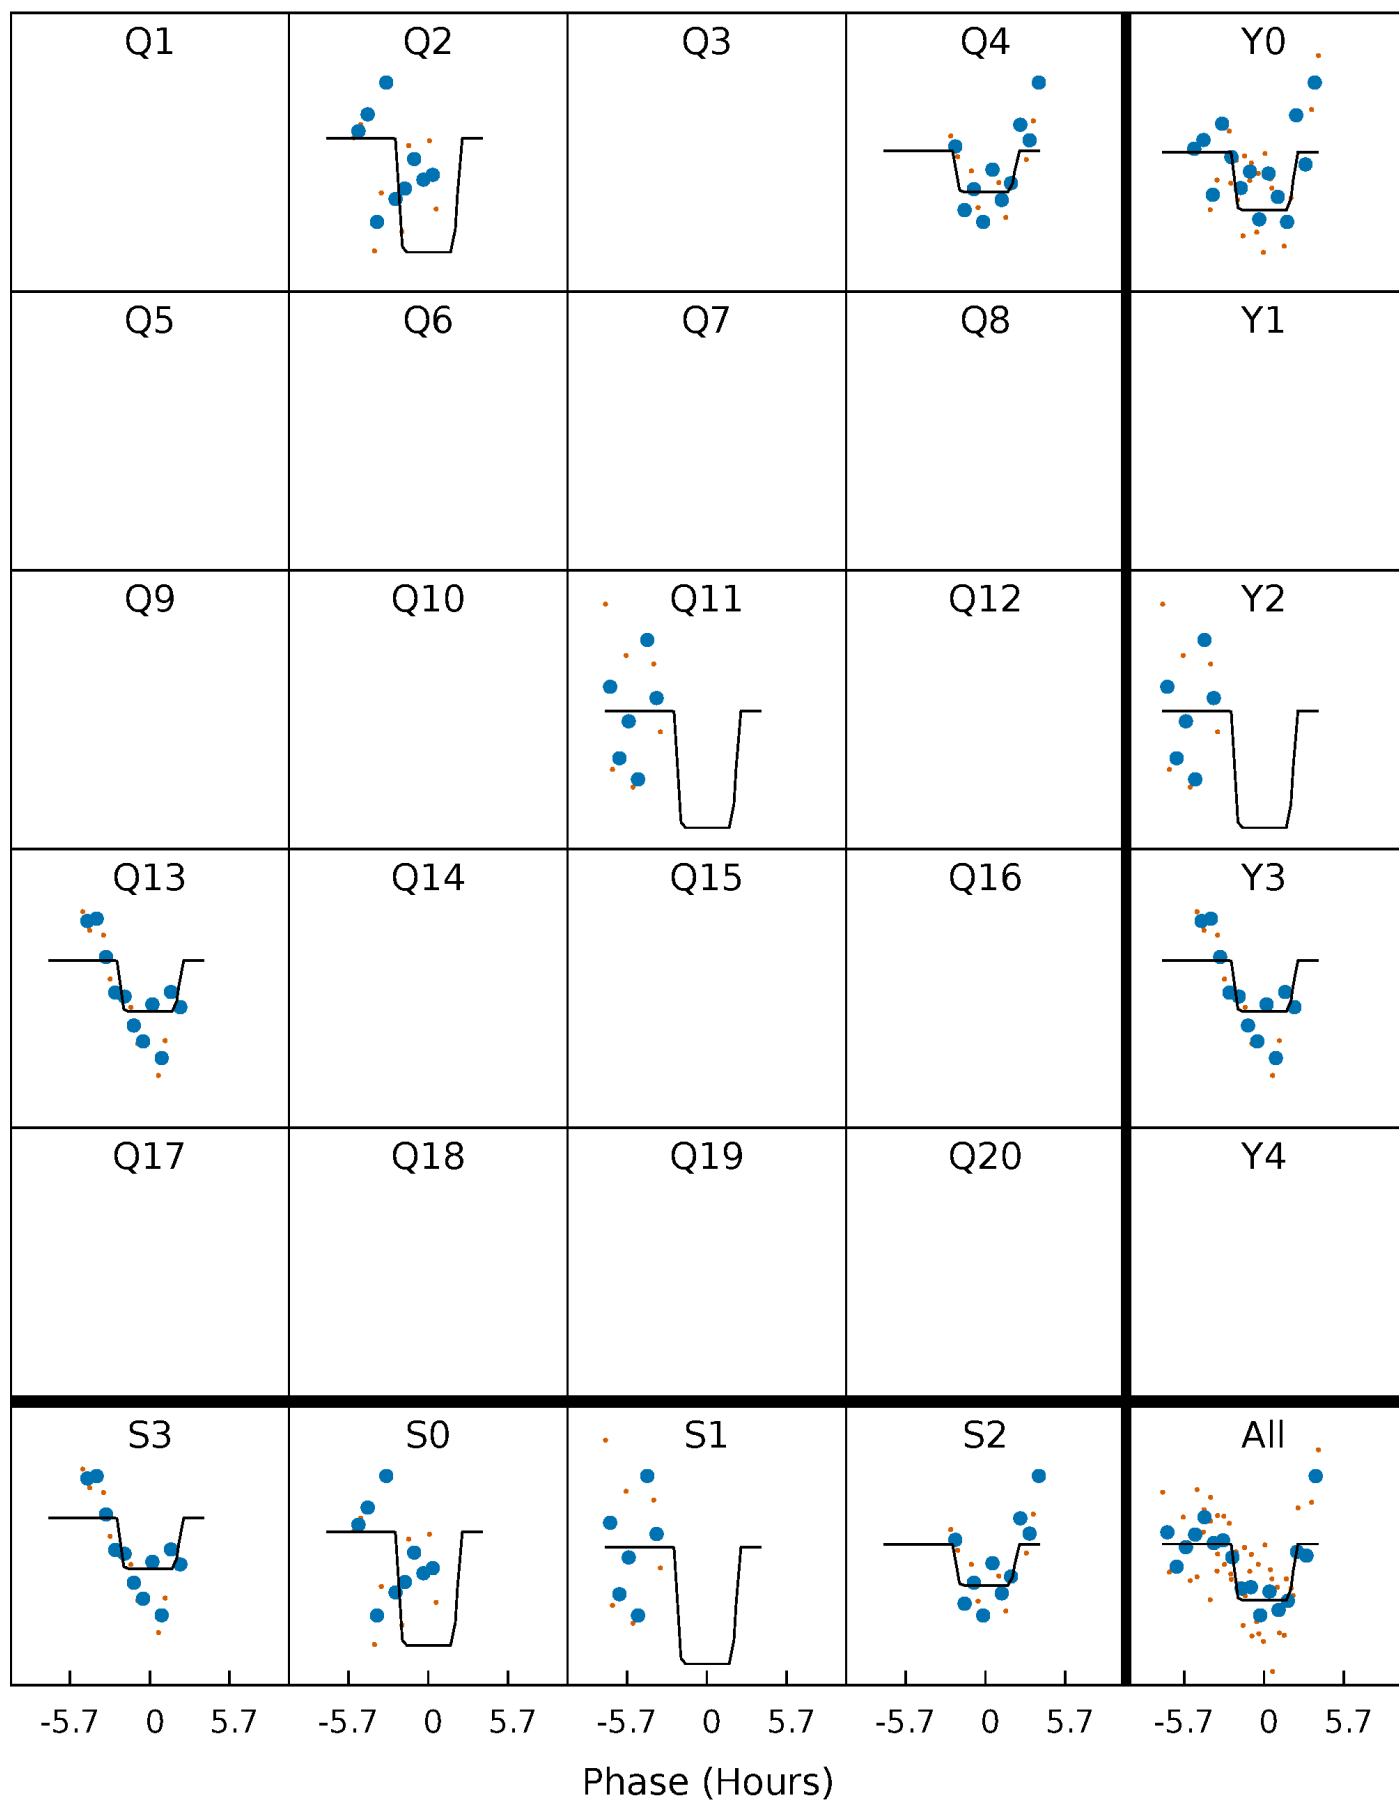 Q1 Q2 Q3 Q4 Y0
Q5 Q6 Q7 Q8 Y1
Q9 Q10 Q11 Q12 Y2
Q13 Q14 Q15 Q16 Y3
Q17 Q18 Q19 Q20 Y4
S3 S0 S1 S2 All
-5.7 0 5.7 -5.7 0 5.7 -5.7 0 5.7 -5.7 0 5.7 -5.7 0 5.7
Phase (Hours)